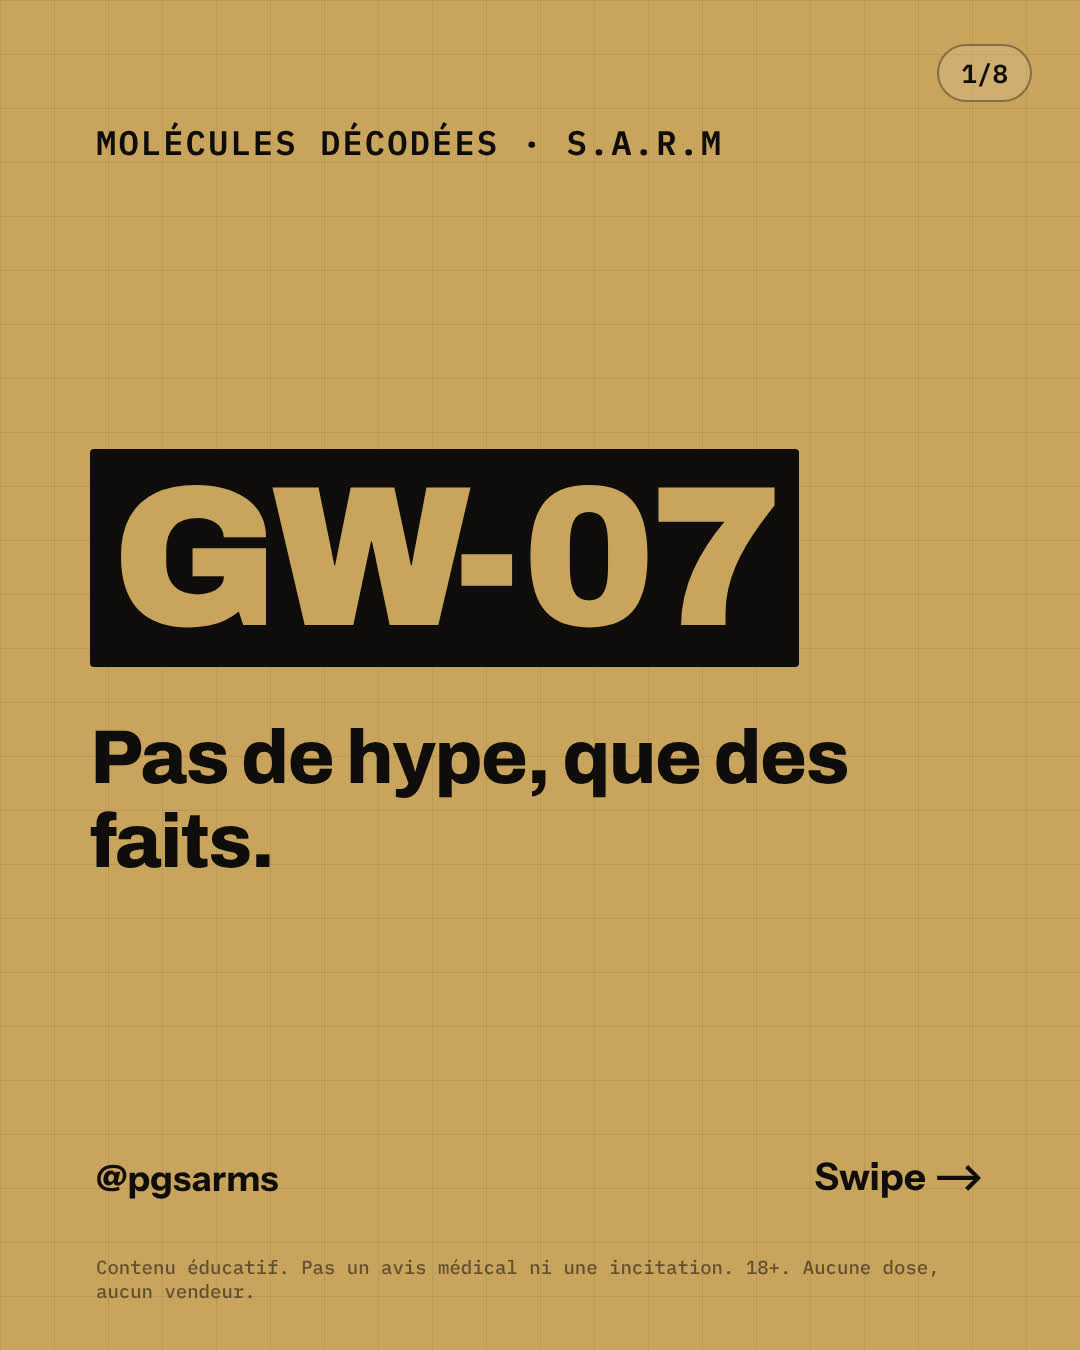 1/8
MOLÉCULES DÉCODÉES · S.A.R.M
GW-07
Pas de hype, que des
faits.
@pgsarms
Swipe →
Contenu éducatif. Pas un avis médical ni une incitation. 18+. Aucune dose,
aucun vendeur.